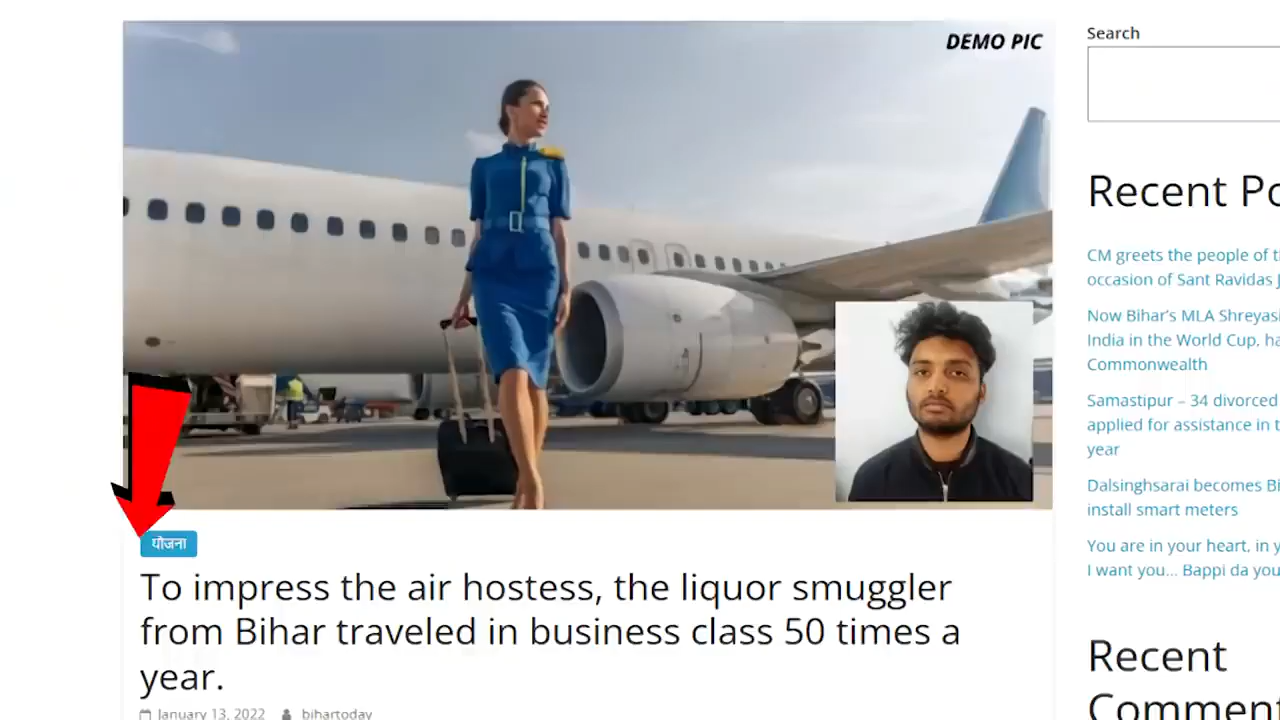 DEMO PIC
योजना
To impress the air hostess, the liquor smuggler
from Bihar traveled in business class 50 times a
year.
January 13, 2022 bihartoday
Search
Recent Po
CM greets the people of t
occasion of Sant Ravidas J
Now Bihar's MLA Shreyasi
India in the World Cup, ha
Commonwealth
Samastipur – 34 divorced
applied for assistance in t
year
Dalsinghsarai becomes Bi
install smart meters
You are in your heart, in y
I want you... Bappi da you
Recent
Comment